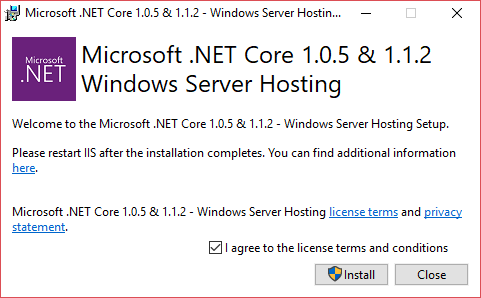 Microsoft .NET Core 1.0.5 & 1.1.2 - Windows Server Hostin...
Microsoft
.NET
Microsoft .NET Core 1.0.5 & 1.1.2
Windows Server Hosting
Welcome to the Microsoft .NET Core 1.0.5 & 1.1.2 - Windows Server Hosting Setup.
Please restart IIS after the installation completes. You can find additional information
here.
Microsoft .NET Core 1.0.5 & 1.1.2 - Windows Server Hosting license terms and privacy
statement.
I agree to the license terms and conditions
Install
Close